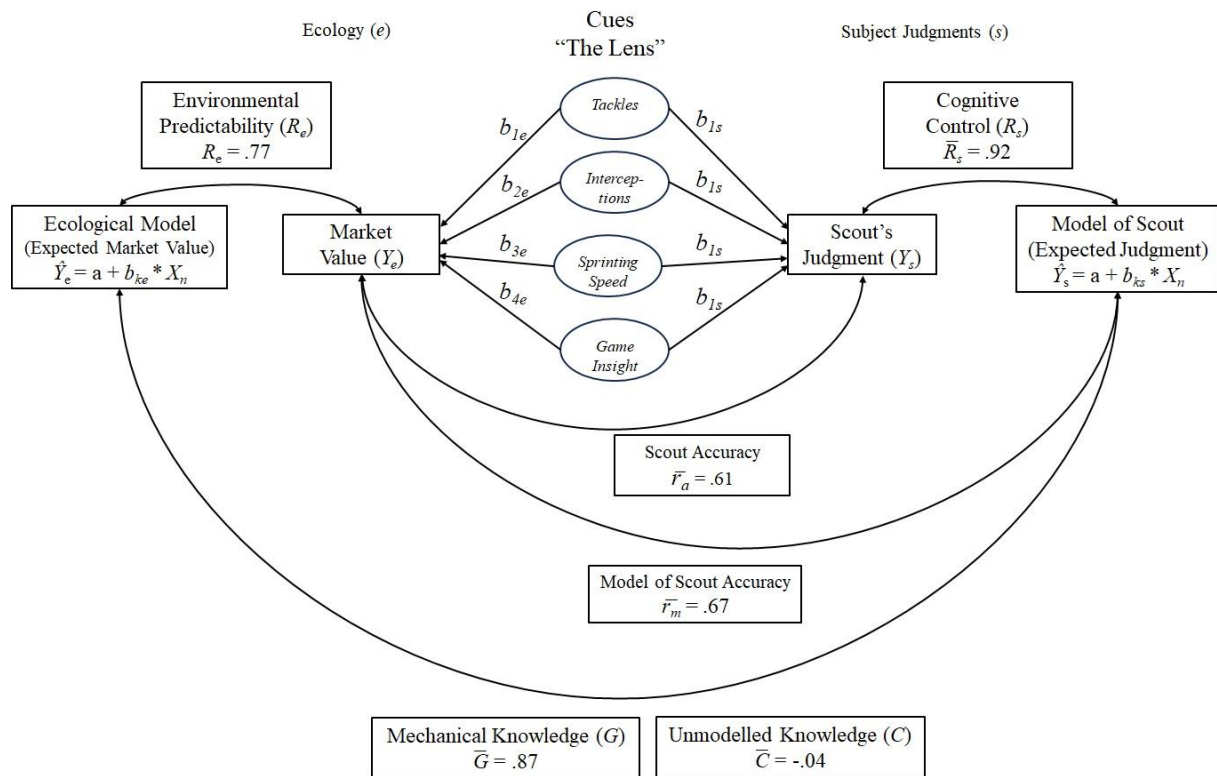 Ecology (e)
Cues
“The Lens”
Subject Judgments (s)
Environmental
Predictability (Rₑ)
Rₑ = .77
Tackles
Cognitive
Control (Rₛ)
R̅ₛ = .92
b₁ₑ
b₁ₛ
Intercep-
tions
b₂ₑ
b₁ₛ
Ecological Model
(Expected Market Value)
Ŷₑ = a + bₖₑ * Xₙ
Market
Value (Yₑ)
b₃ₑ
Sprinting
Speed
b₁ₛ
Scout’s
Judgment (Yₛ)
Model of Scout
(Expected Judgment)
Ŷₛ = a + bₖₛ * Xₙ
b₄ₑ
b₁ₛ
Game
Insight
Scout Accuracy
r̅ₐ = .61
Model of Scout Accuracy
r̅ₘ = .67
Mechanical Knowledge (G)
G̅ = .87
Unmodelled Knowledge (C)
C̅ = -.04